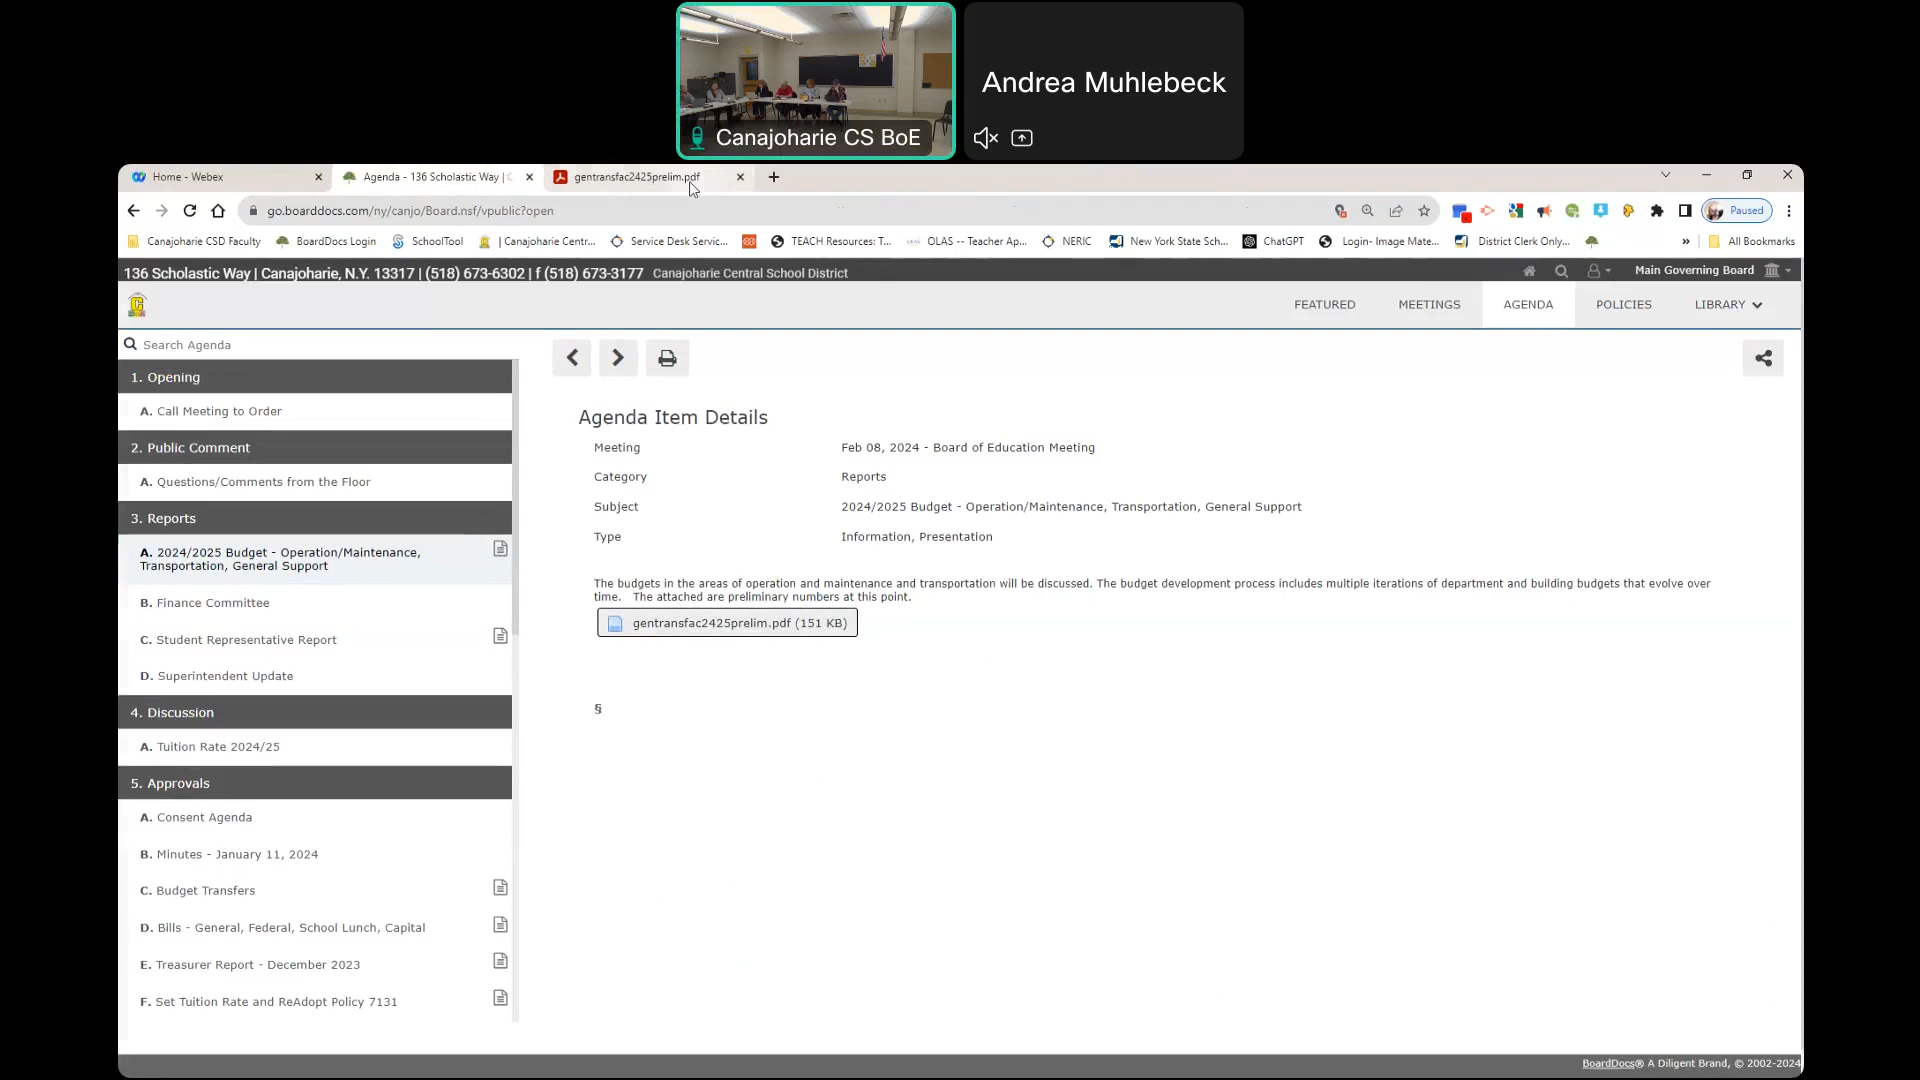 Andrea Muhlebeck
Canajoharie CS BoE
Home - Webex
Agenda - 136 Scholastic Way | C
gentransfac2425prelim.pdf
go.boarddocs.com/ny/canjo/Board.nsf/vpublic?open
Paused
Canajoharie CSD Faculty
BoardDocs Login
SchoolTool
| Canajoharie Centr...
Service Desk Servic...
TEACH Resources: T...
OLAS -- Teacher Ap...
NERIC
New York State Sch...
ChatGPT
Login- Image Mate...
District Clerk Only...
»
All Bookmarks
136 Scholastic Way | Canajoharie, N.Y. 13317 | (518) 673-6302 | f (518) 673-3177 Canajoharie Central School District
Main Governing Board
FEATURED
MEETINGS
AGENDA
POLICIES
LIBRARY
Search Agenda
1. Opening
A. Call Meeting to Order
2. Public Comment
A. Questions/Comments from the Floor
3. Reports
A. 2024/2025 Budget - Operation/Maintenance,
Transportation, General Support
B. Finance Committee
C. Student Representative Report
D. Superintendent Update
4. Discussion
A. Tuition Rate 2024/25
5. Approvals
A. Consent Agenda
B. Minutes - January 11, 2024
C. Budget Transfers
D. Bills - General, Federal, School Lunch, Capital
E. Treasurer Report - December 2023
F. Set Tuition Rate and ReAdopt Policy 7131
Agenda Item Details
Meeting Feb 08, 2024 - Board of Education Meeting
Category Reports
Subject 2024/2025 Budget - Operation/Maintenance, Transportation, General Support
Type Information, Presentation
The budgets in the areas of operation and maintenance and transportation will be discussed. The budget development process includes multiple iterations of department and building budgets that evolve over
time. The attached are preliminary numbers at this point.
gentransfac2425prelim.pdf (151 KB)
§
BoardDocs® A Diligent Brand, © 2002-2024